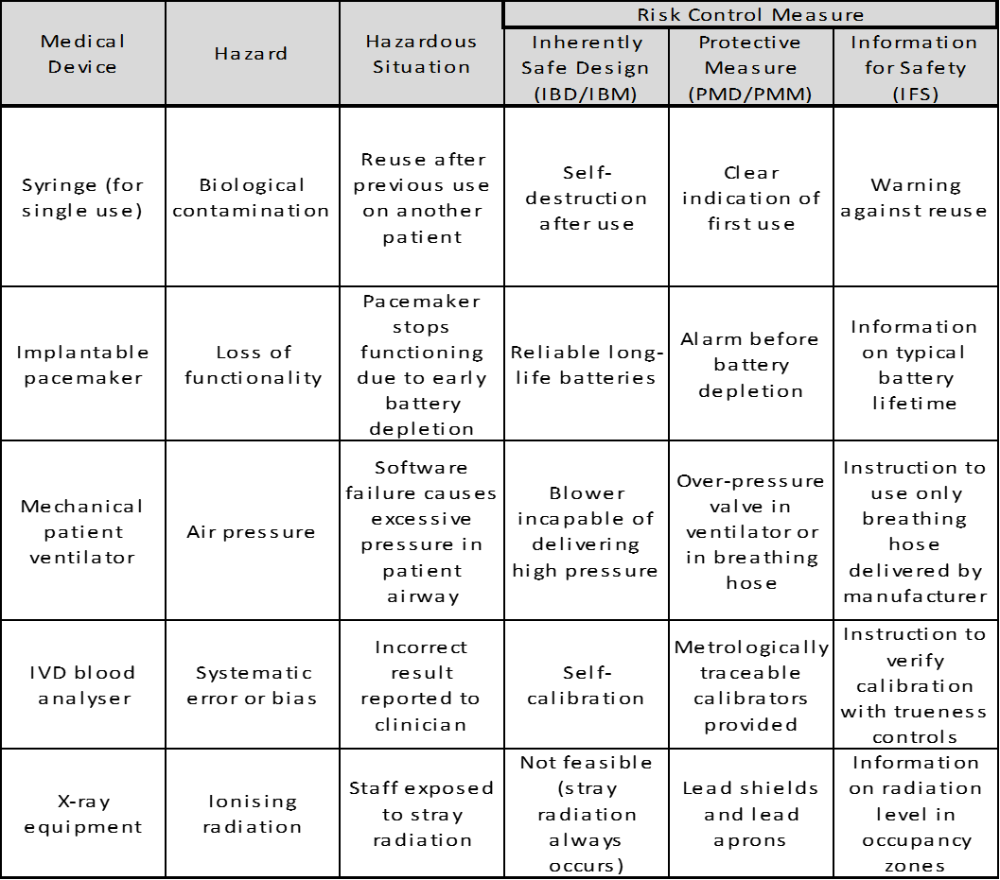 Risk Control Measure
Medical
Device
Hazard
Hazardous
Situation
Inherently
Safe Design
(IBD/IBM)
Protective
Measure
(PMD/PMM)
Information
for Safety
(IFS)
Syringe (for
single use)
Biological
contamination
Reuse after
previous use
on another
patient
Self-
destruction
after use
Clear
indication of
first use
Warning
against reuse
Implantable
pacemaker
Loss of
functionality
Pacemaker
stops
functioning
due to early
battery
depletion
Reliable long-
life batteries
Alarm before
battery
depletion
Information
on typical
battery
lifetime
Mechanical
patient
ventilator
Air pressure
Software
failure causes
excessive
pressure in
patient
airway
Blower
incapable of
delivering
high pressure
Over-pressure
valve in
ventilator or
in breathing
hose
Instruction to
use only
breathing
hose
delivered by
manufacturer
IVD blood
analyser
Systematic
error or bias
Incorrect
result
reported to
clinician
Self-
calibration
Metrologically
traceable
calibrators
provided
Instruction to
verify
calibration
with trueness
controls
X-ray
equipment
Ionising
radiation
Staff exposed
to stray
radiation
Not feasible
(stray
radiation
always
occurs)
Lead shields
and lead
aprons
Information
on radiation
level in
occupancy
zones